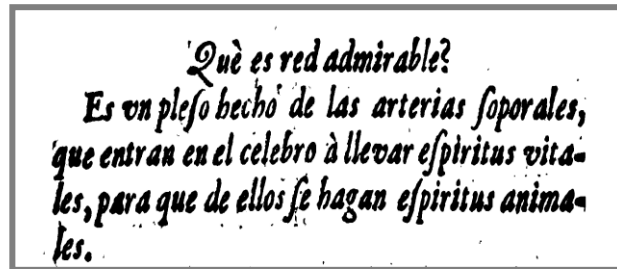 Què es red admirable?
Es vn pleſo hecho de las arterias ſoporales,
que entran en el celebro à llevar eſpiritus vita-
les, para que de ellos ſe hagan eſpiritus anima-
les.